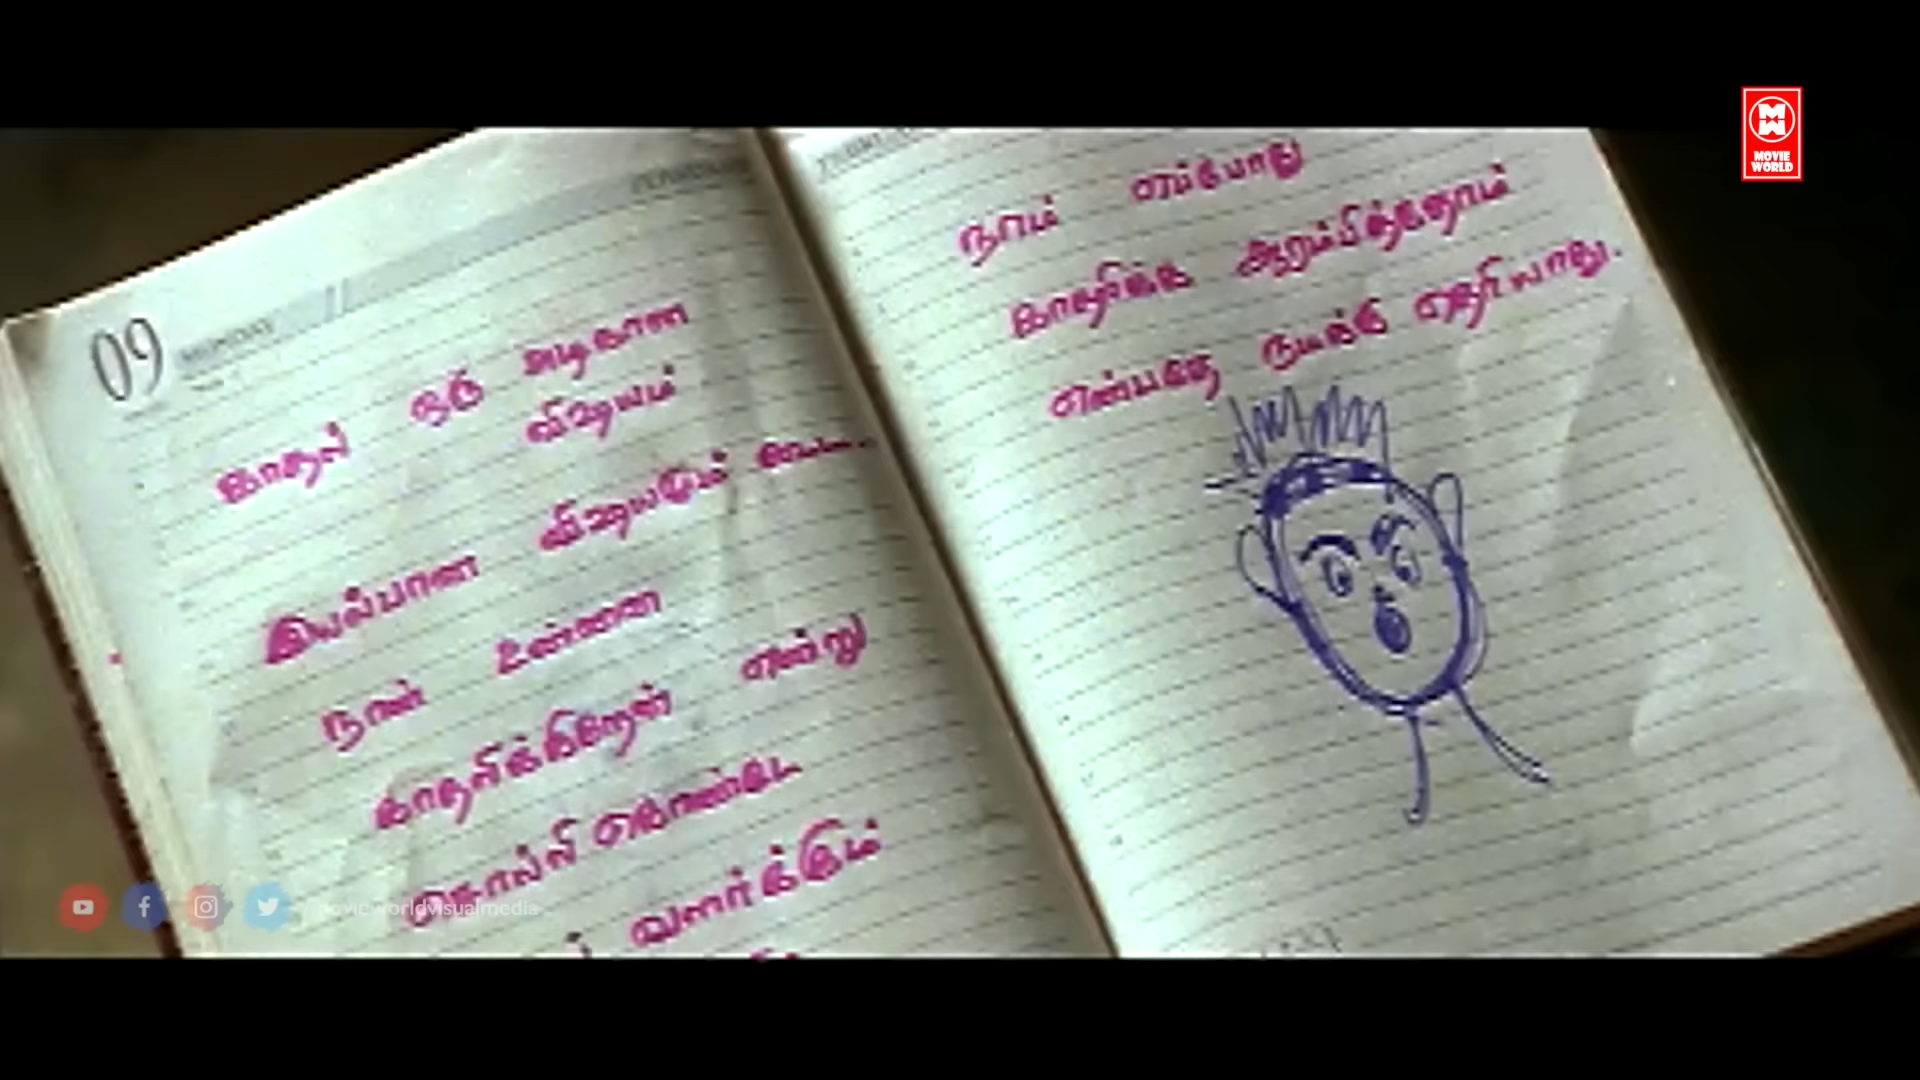 09
காதல் ஒரு அழகான
விஷயம்
இயல்பான விஷயமும் கூட....
நான் உன்னை
காதலிக்கிறேன் என்று
சொல்லி கொண்டே
வளர்க்கும்
நாம் எப்போது
காதலிக்க ஆரம்பித்தோம்
என்பதே நமக்கு தெரியாது.
MOVIE
WORLD
movieworldvisualmedia